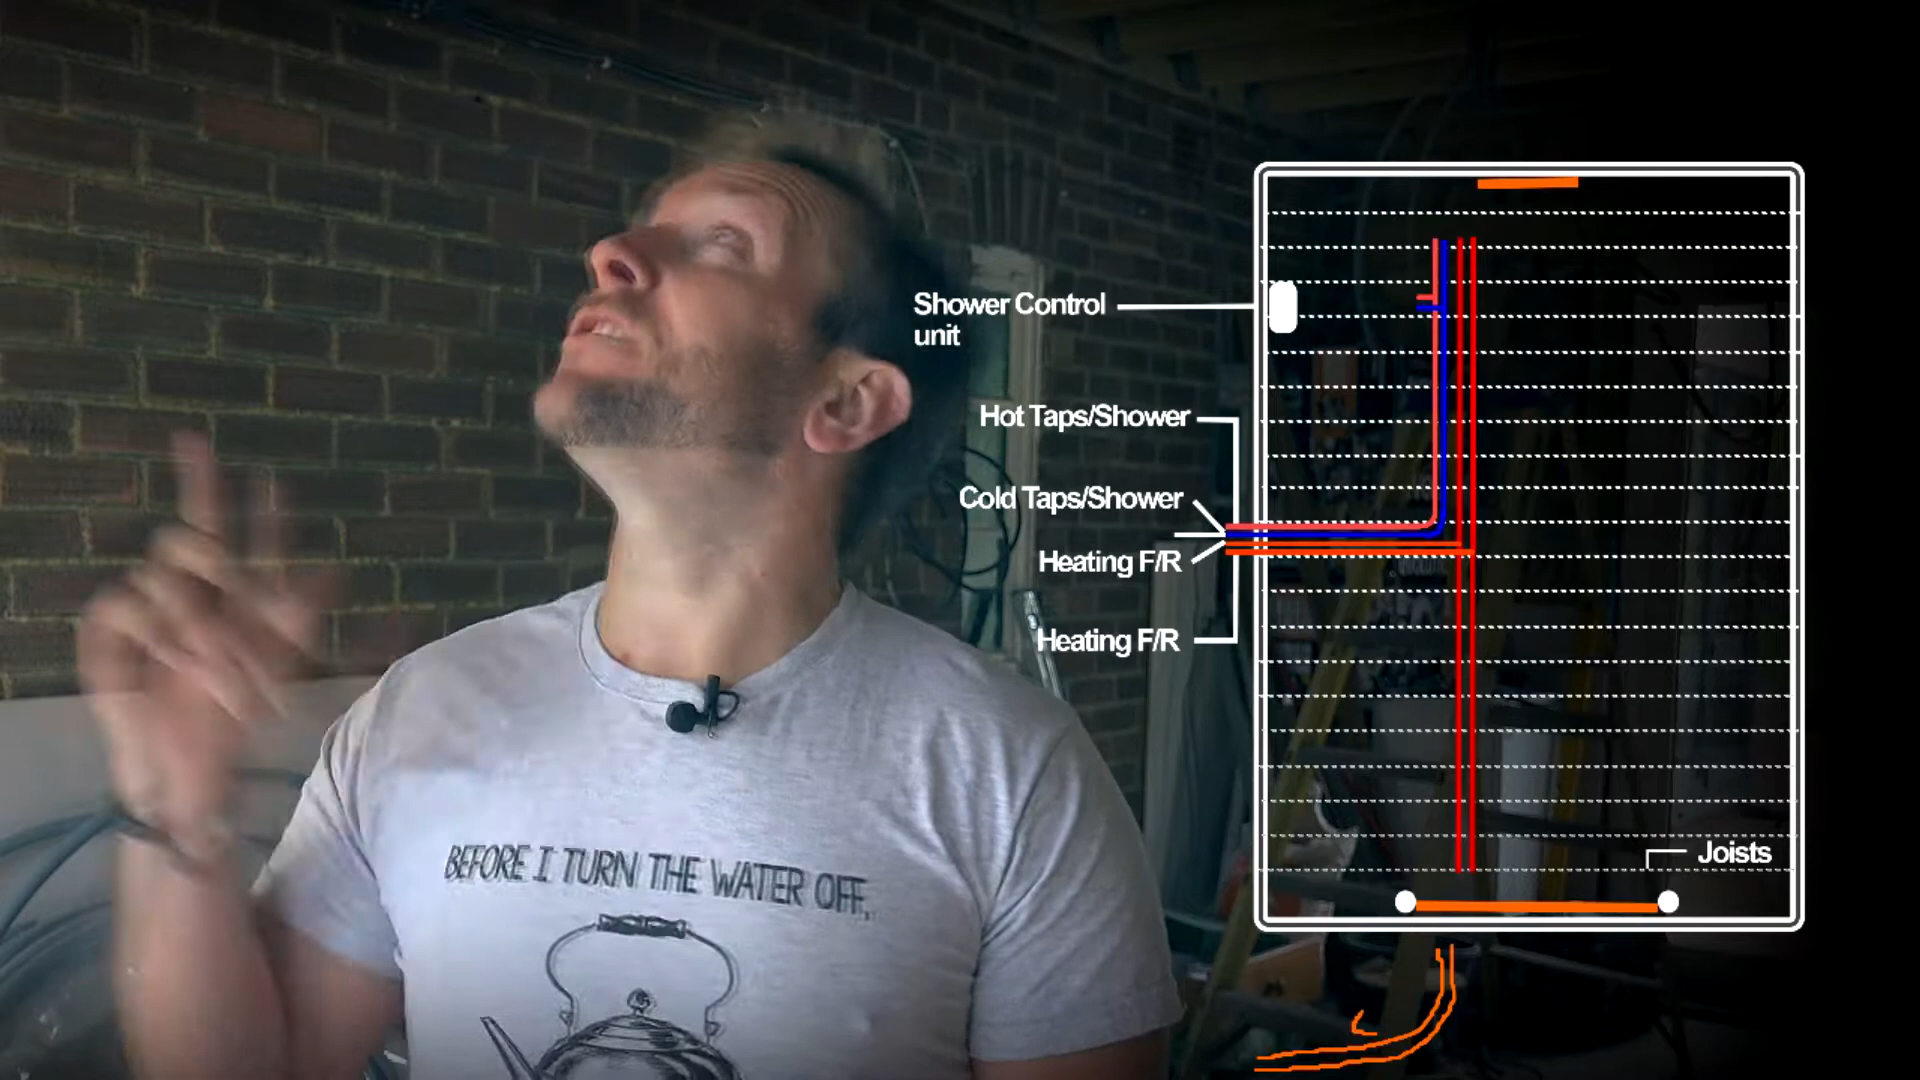 Shower Control
unit
Hot Taps/Shower
Cold Taps/Shower
Heating F/R
Heating F/R
Joists
BEFORE I TURN THE WATER OFF,